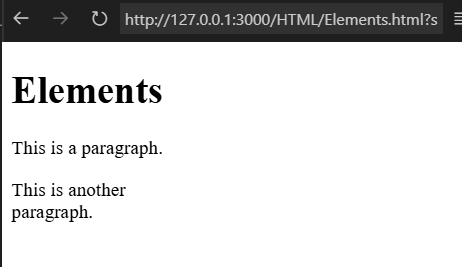 http://127.0.0.1:3000/HTML/Elements.html?s
Elements
This is a paragraph.
This is another
paragraph.